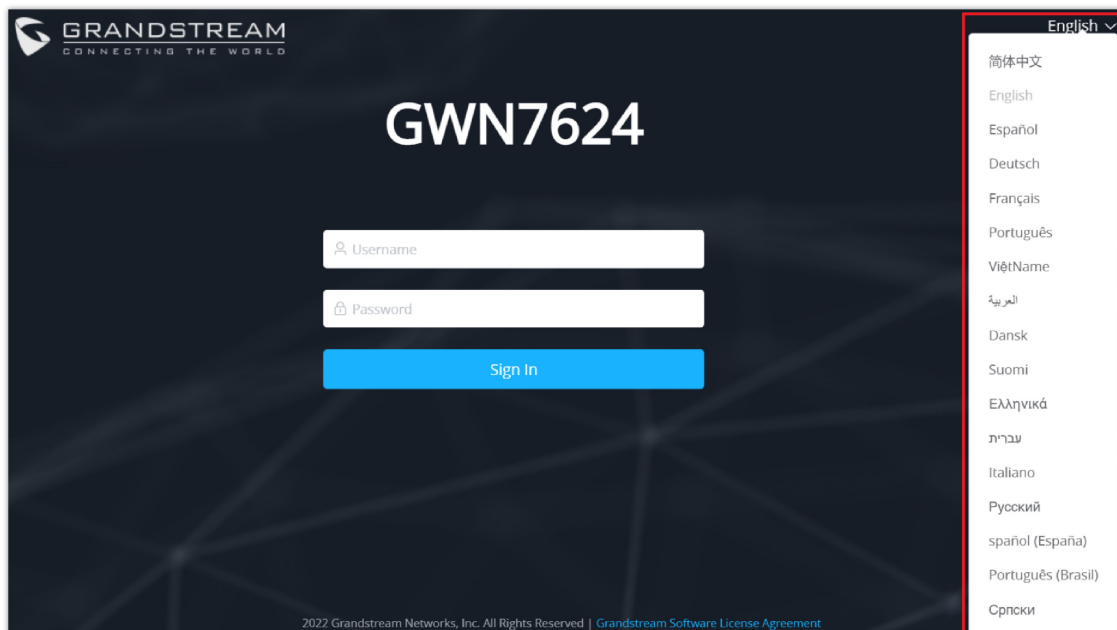 GRANDSTREAM
CONNECTING THE WORLD
English
GWN7624
Username
Password
Sign In
简体中文
English
Español
Deutsch
Français
Português
ViệtName
العربية
Dansk
Suomi
Ελληνικά
עברית
Italiano
Русский
spañol (España)
Português (Brasil)
Српски
2022 Grandstream Networks, Inc. All Rights Reserved | Grandstream Software License Agreement